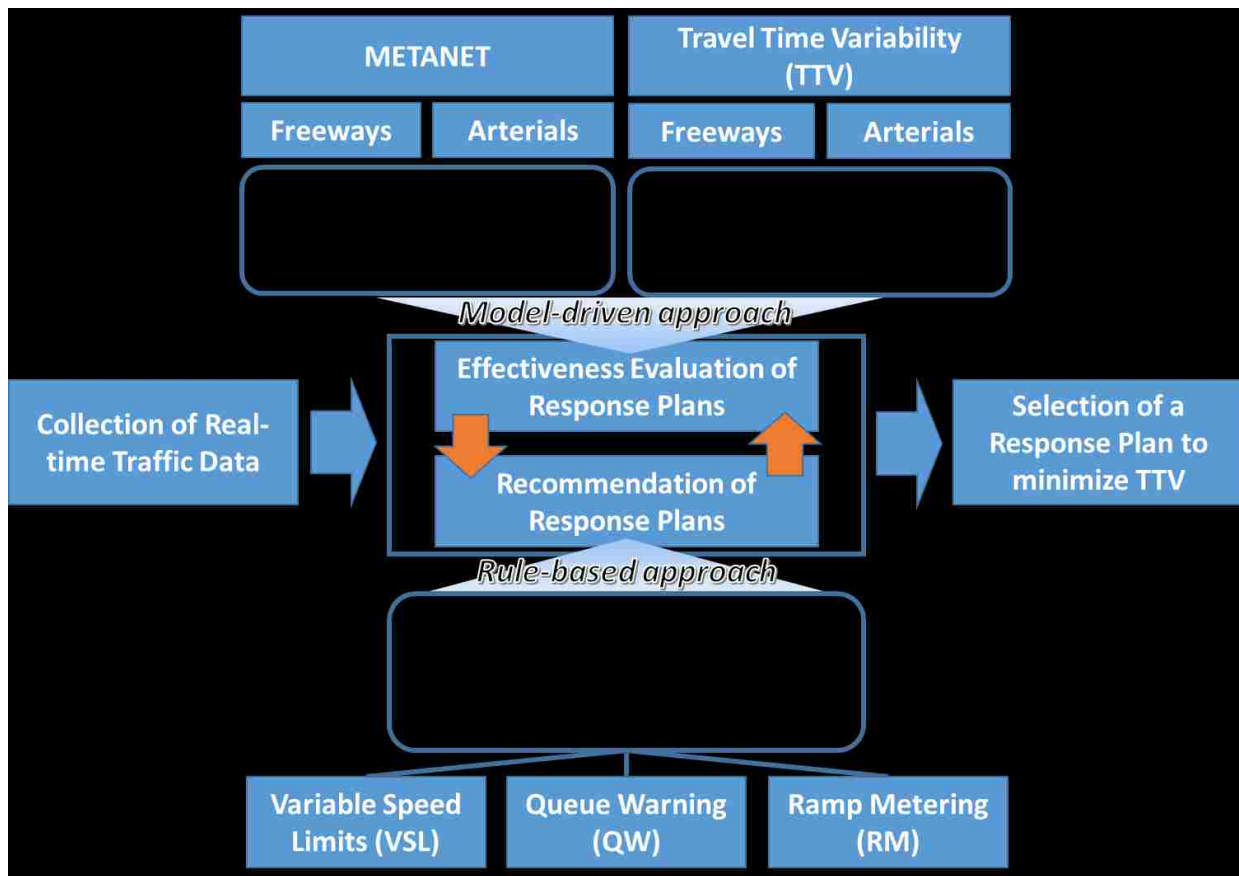 METANET
Travel Time Variability
(TTV)
Freeways
Arterials
Freeways
Arterials
Model-driven approach
Effectiveness Evaluation of
Response Plans
Collection of Real-
time Traffic Data
Selection of a
Response Plan to
minimize TTV
Recommendation of
Response Plans
Rule-based approach
Variable Speed
Limits (VSL)
Queue Warning
(QW)
Ramp Metering
(RM)